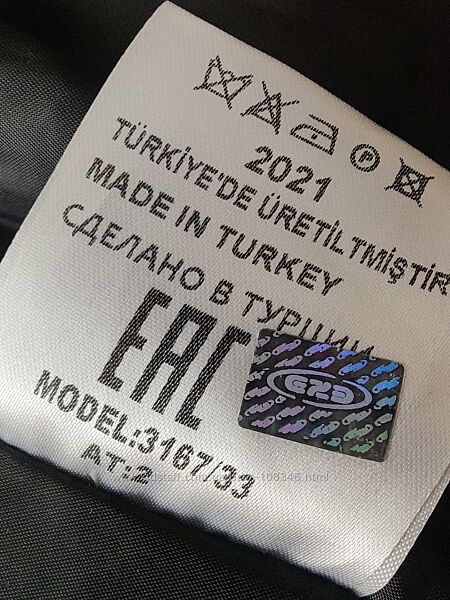 P
2021
TÜRKİYE'DE ÜRETİLTMİŞTİR
MADE IN TURKEY
СДЕЛАНО В ТУРЦИИ
EAC
MODEL:3167/33
AT:2